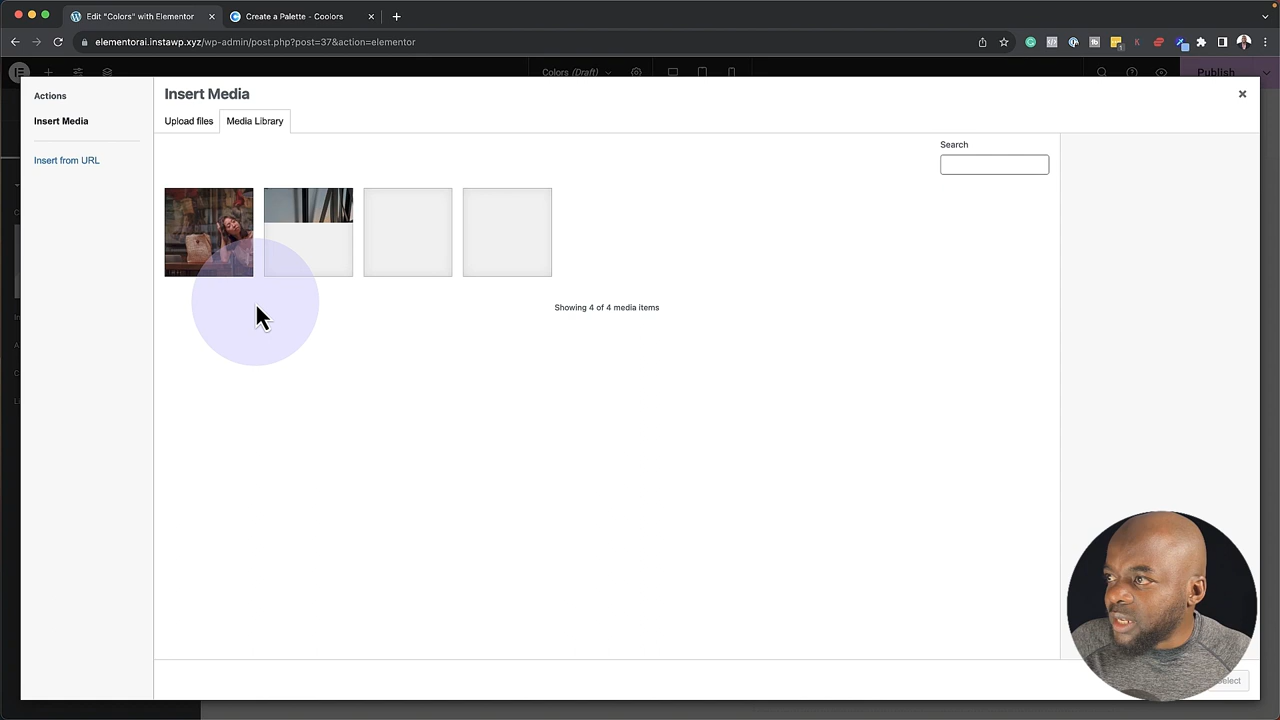 Edit "Colors" with Elementor
Create a Palette - Coolors
elementorai.instawp.xyz/wp-admin/post.php?post=37&action=elementor
Colors (Draft)
Publish
Actions
Insert Media
Insert from URL
Insert Media
Upload files
Media Library
Search
Showing 4 of 4 media items